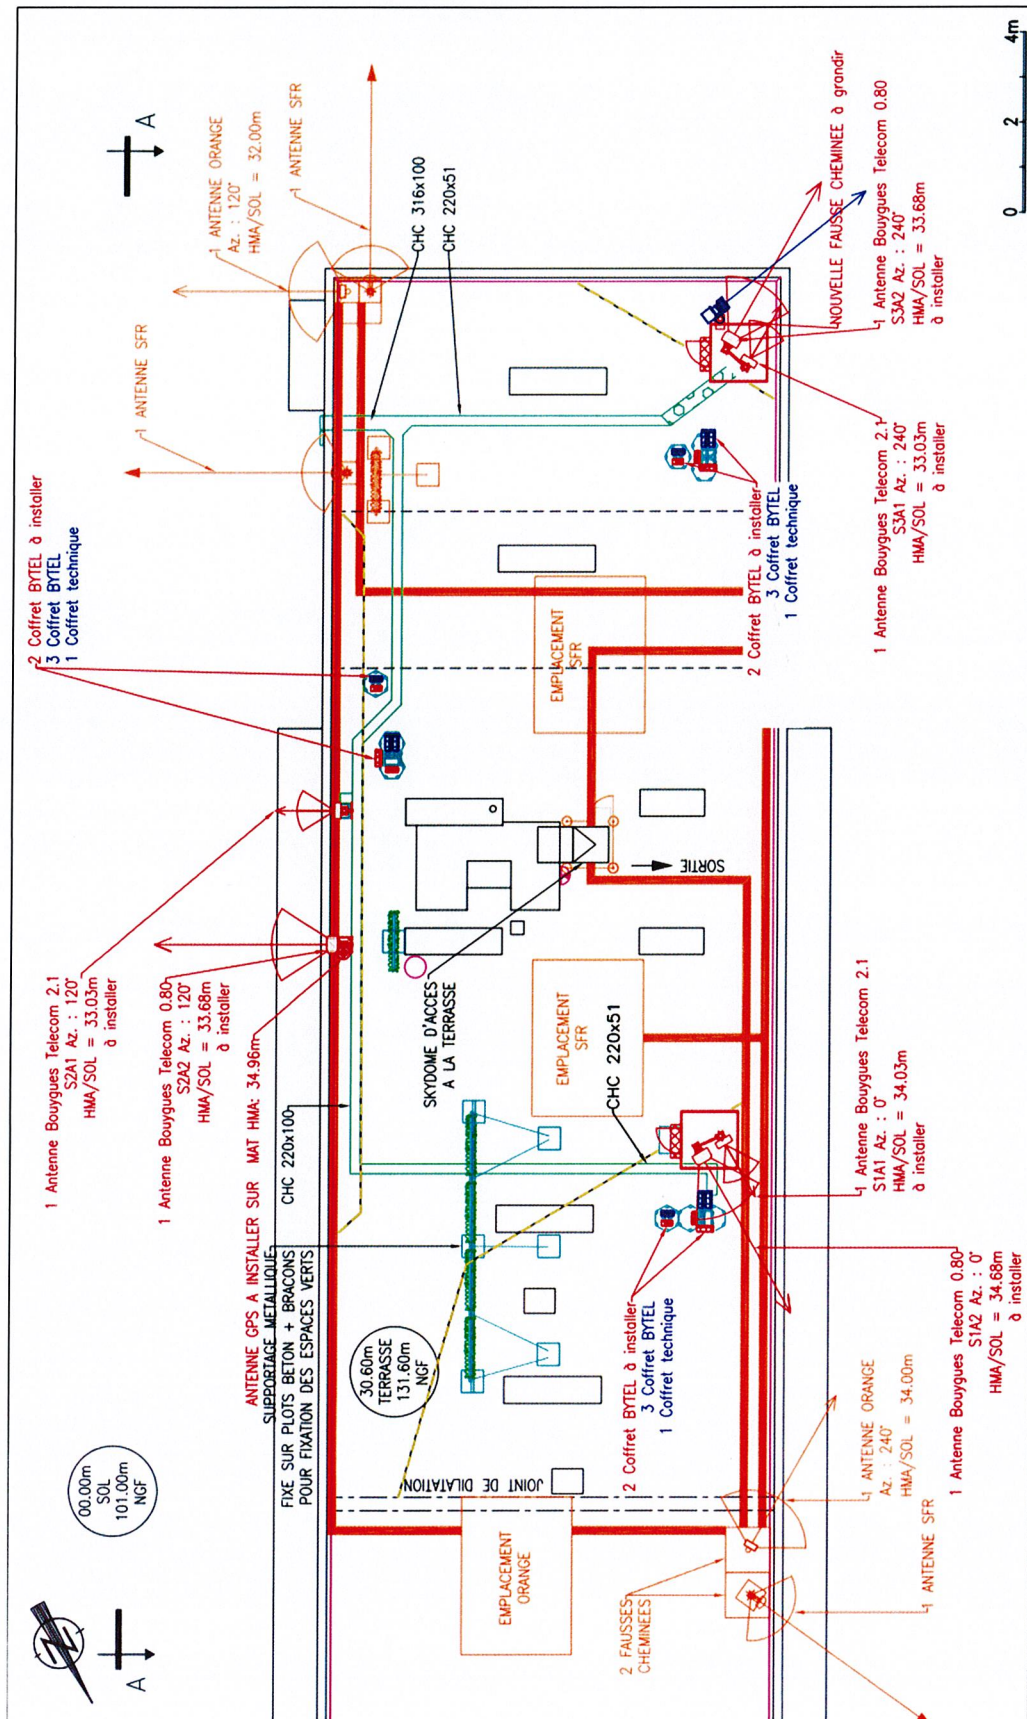 00.00m
SOL
101.00m
NGF
A
A
2 Coffret BYTEL à installer
3 Coffret BYTEL
1 Coffret technique
1 ANTENNE SFR
1 ANTENNE ORANGE
Az. : 120°
HMA/SOL = 32.00m
1 ANTENNE SFR
CHC 316x100
CHC 220x51
1 Antenne Bouygues Telecom 2.1
S2A1 Az. : 120°
HMA/SOL = 33.03m
à installer
1 Antenne Bouygues Telecom 0.80
S2A2 Az. : 120°
HMA/SOL = 33.68m
à installer
ANTENNE GPS A INSTALLER SUR MAT HMA: 34.96m
SUPPORTAGE METALLIQUE
FIXE SUR PLOTS BETON + BRACONS
POUR FIXATION DES ESPACES VERTS
CHC 220x100
30.60m
TERRASSE
131.60m
NGF
SKYDOME D'ACCES
A LA TERRASSE
SORTIE
JOINT DE DILATATION
EMPLACEMENT
ORANGE
EMPLACEMENT
SFR
EMPLACEMENT
SFR
CHC 220x51
2 Coffret BYTEL à installer
3 Coffret BYTEL
1 Coffret technique
2 Coffret BYTEL à installer
3 Coffret BYTEL
1 Coffret technique
2 FAUSSES
CHEMINEES
1 ANTENNE SFR
1 ANTENNE ORANGE
Az. : 240°
HMA/SOL = 34.00m
1 Antenne Bouygues Telecom 0.80
S1A2 Az. : 0°
HMA/SOL = 34.68m
à installer
1 Antenne Bouygues Telecom 2.1
S1A1 Az. : 0°
HMA/SOL = 34.03m
à installer
1 Antenne Bouygues Telecom 2.1
S3A1 Az. : 240°
HMA/SOL = 33.03m
à installer
NOUVELLE FAUSSE CHEMINEE à grandir
1 Antenne Bouygues Telecom 0.80
S3A2 Az. : 240°
HMA/SOL = 33.68m
à installer
0 2 4m